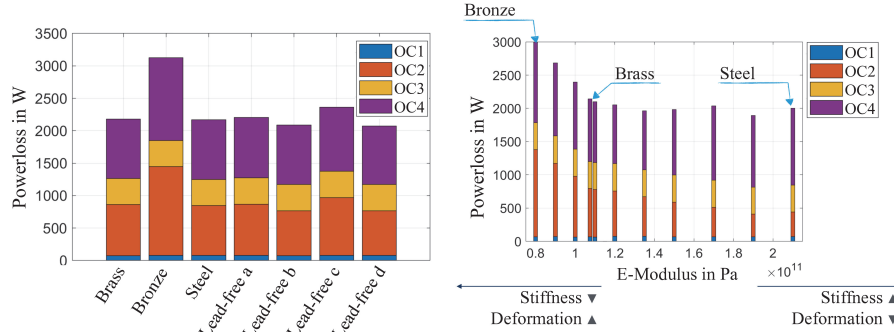 3500
3000
2500
2000
1500
1000
500
0
Powerloss in W
OC1
OC2
OC3
OC4
Brass
Bronze
Steel
Lead-free a
Lead-free b
Lead-free c
Lead-free d
Bronze
3000
2500
2000
1500
1000
500
0
Powerloss in W
Brass
Steel
OC1
OC2
OC3
OC4
0.8 1 1.2 1.4 1.6 1.8 2
E-Modulus in Pa ×10¹¹
Stiffness ▼
Deformation ▲
Stiffness ▲
Deformation ▼